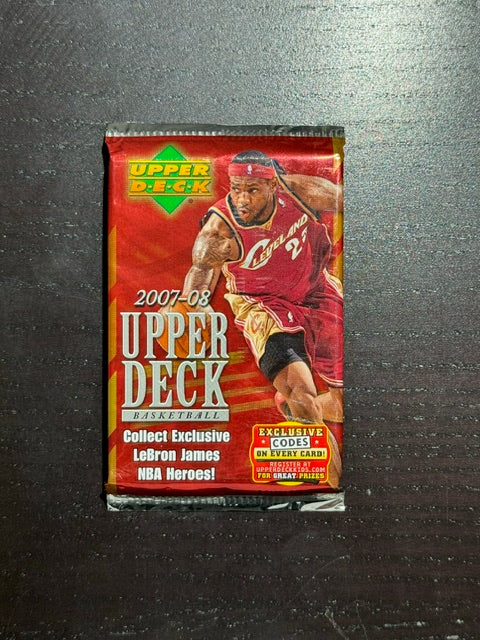 UPPER
D·E·C·K
CLEVELAND
23
2007-08
UPPER
DECK
BASKETBALL
Collect Exclusive
LeBron James
NBA Heroes!
EXCLUSIVE
CODES
ON EVERY CARD!
REGISTER AT
UPPERDECKKIDS.COM
FOR GREAT PRIZES